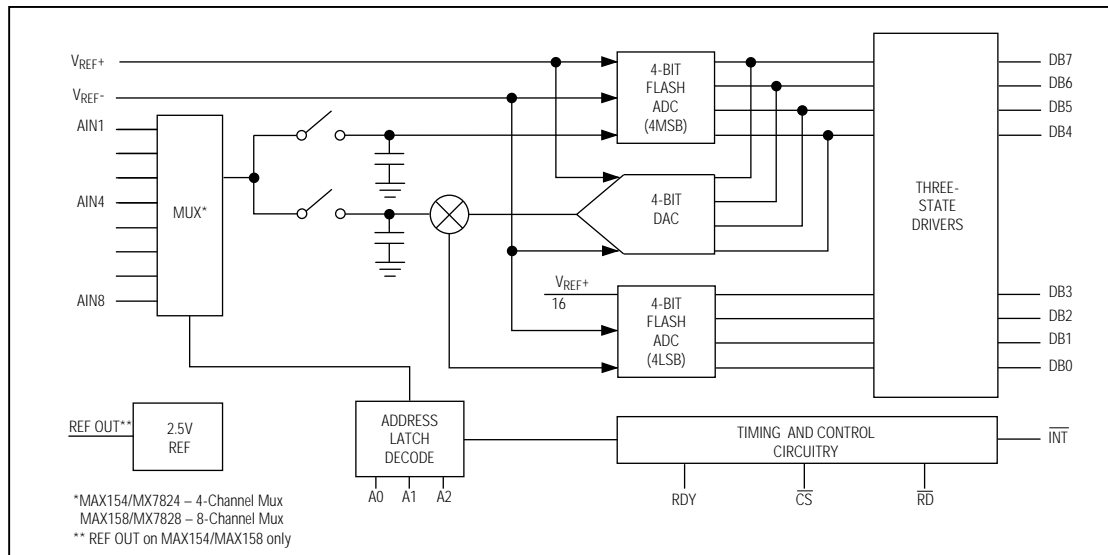 VREF+
VREF-
AIN1
AIN4
AIN8
MUX*
4-BIT
FLASH
ADC
(4MSB)
4-BIT
DAC
VREF+
16
4-BIT
FLASH
ADC
(4LSB)
THREE-
STATE
DRIVERS
DB7
DB6
DB5
DB4
DB3
DB2
DB1
DB0
REF OUT**
2.5V
REF
ADDRESS
LATCH
DECODE
A0 A1 A2
TIMING AND CONTROL
CIRCUITRY
INT
RDY CS RD
*MAX154/MX7824 – 4-Channel Mux
MAX158/MX7828 – 8-Channel Mux
** REF OUT on MAX154/MAX158 only